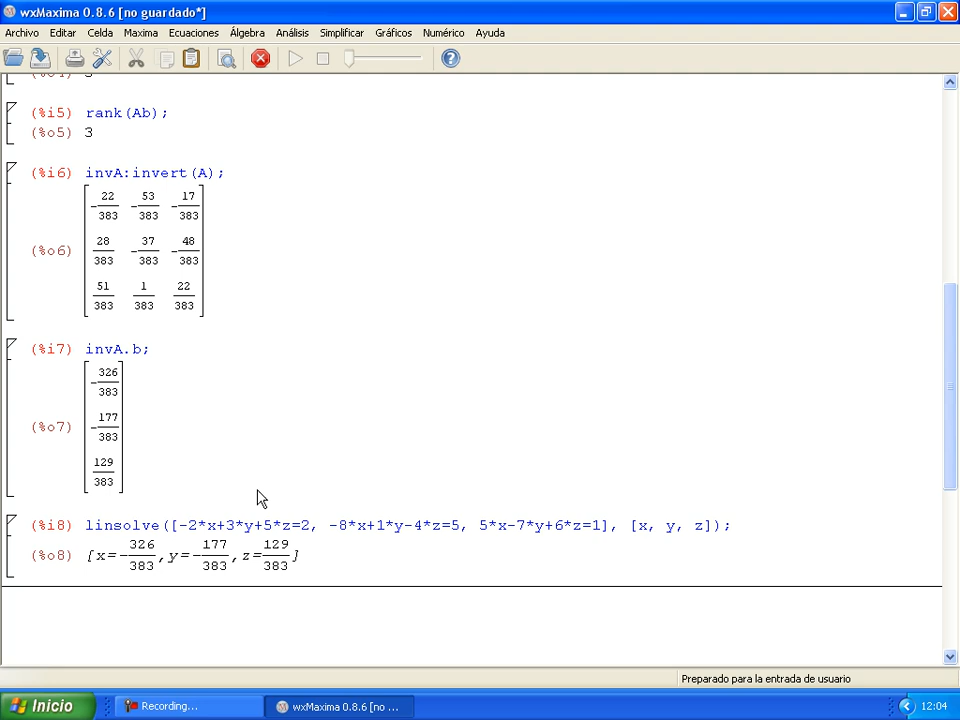 wxMaxima 0.8.6 [no guardado*]
Archivo Editar Celda Maxima Ecuaciones Álgebra Análisis Simplificar Gráficos Numérico Ayuda
(%i5) rank(Ab);
(%o5) 3
(%i6) invA:invert(A);
-22/383 -53/383 -17/383
(%o6) 28/383 -37/383 -48/383
51/383 1/383 22/383
(%i7) invA.b;
-326/383
(%o7) -177/383
129/383
(%i8) linsolve([-2*x+3*y+5*z=2, -8*x+1*y-4*z=5, 5*x-7*y+6*z=1], [x, y, z]);
(%o8) [x=-326/383,y=-177/383,z=129/383]
Preparado para la entrada de usuario
Inicio Recording... wxMaxima 0.8.6 [no ... 12:04